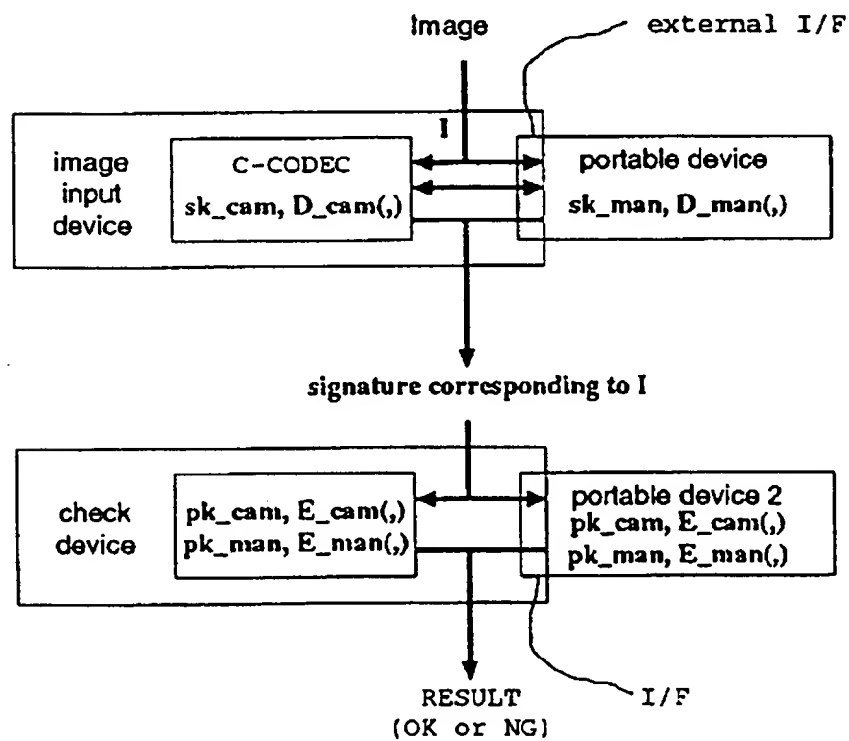 Image
external I/F
I
image
input
device
C-CODEC
sk_cam, D_cam(,)
portable device
sk_man, D_man(,)
signature corresponding to I
check
device
pk_cam, E_cam(,)
pk_man, E_man(,)
portable device 2
pk_cam, E_cam(,)
pk_man, E_man(,)
RESULT
(OK or NG)
I/F